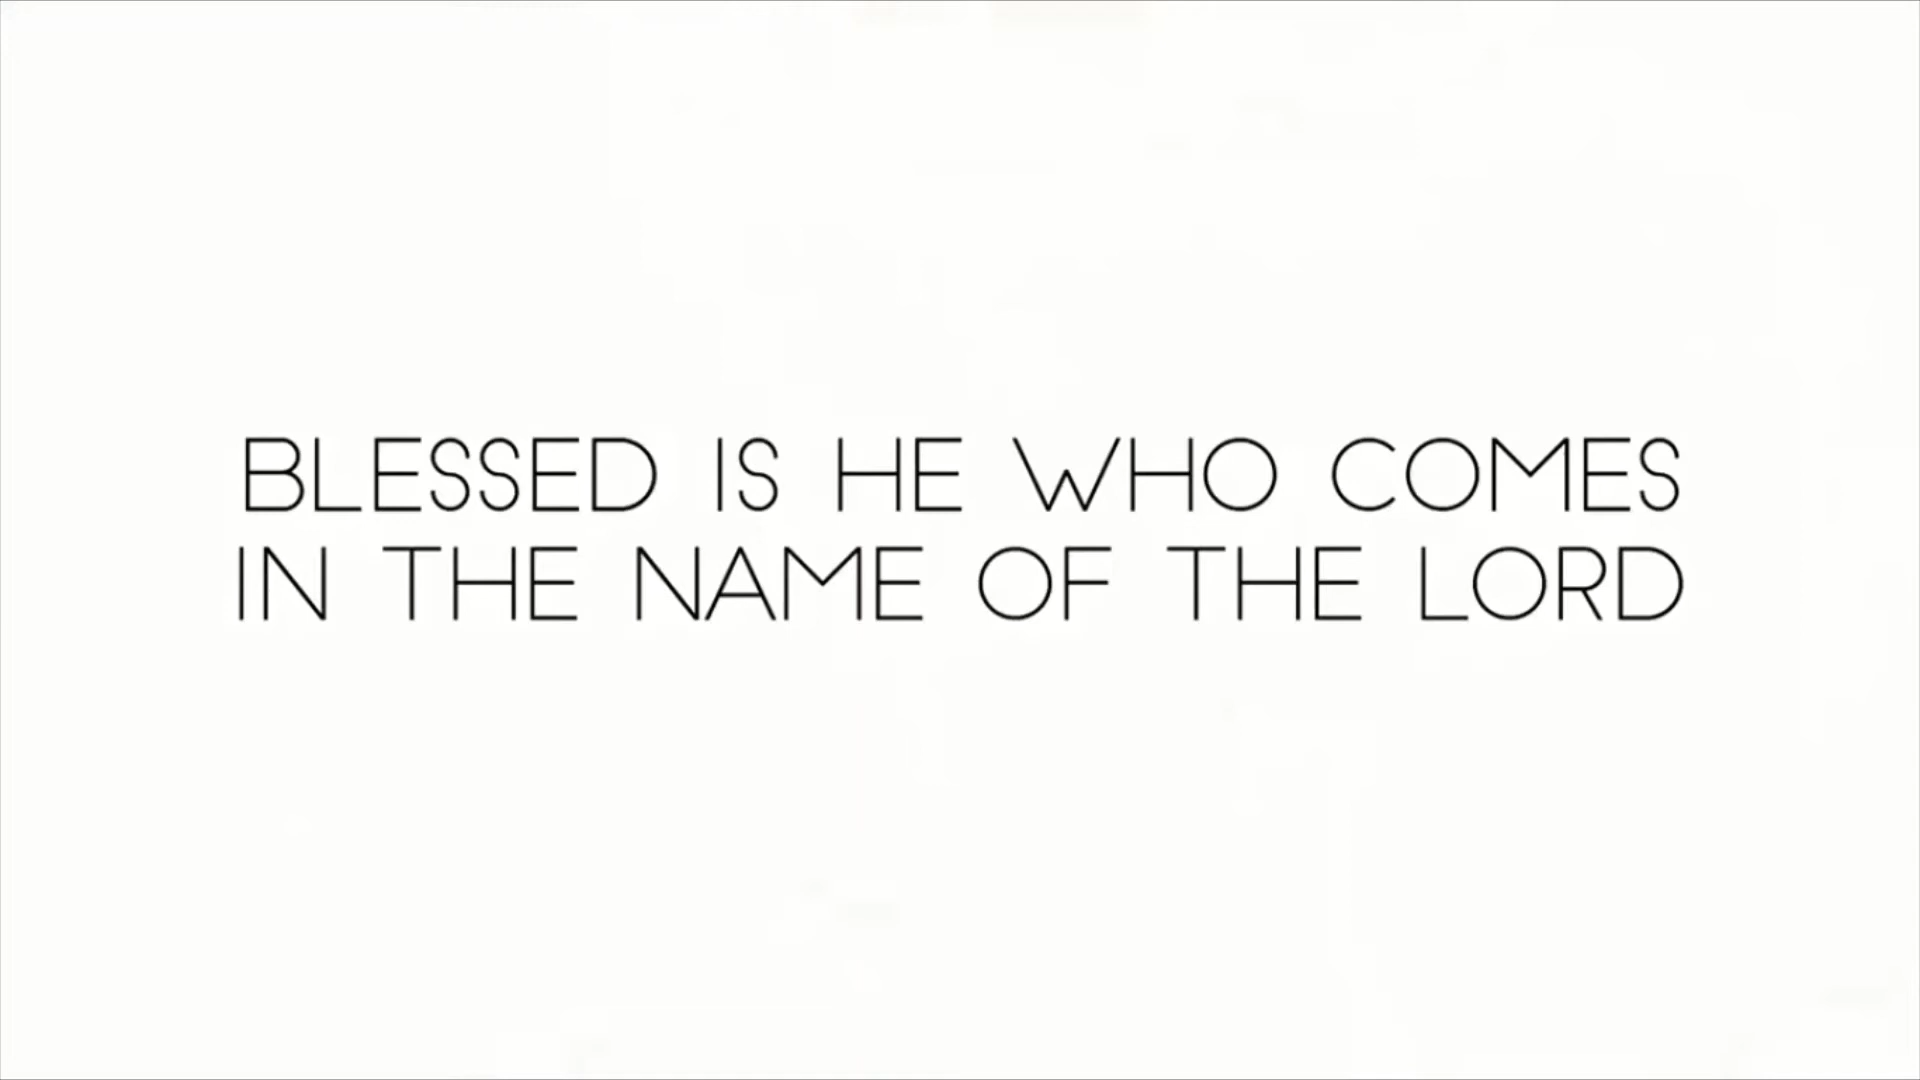 BLESSED IS HE WHO COMES
IN THE NAME OF THE LORD